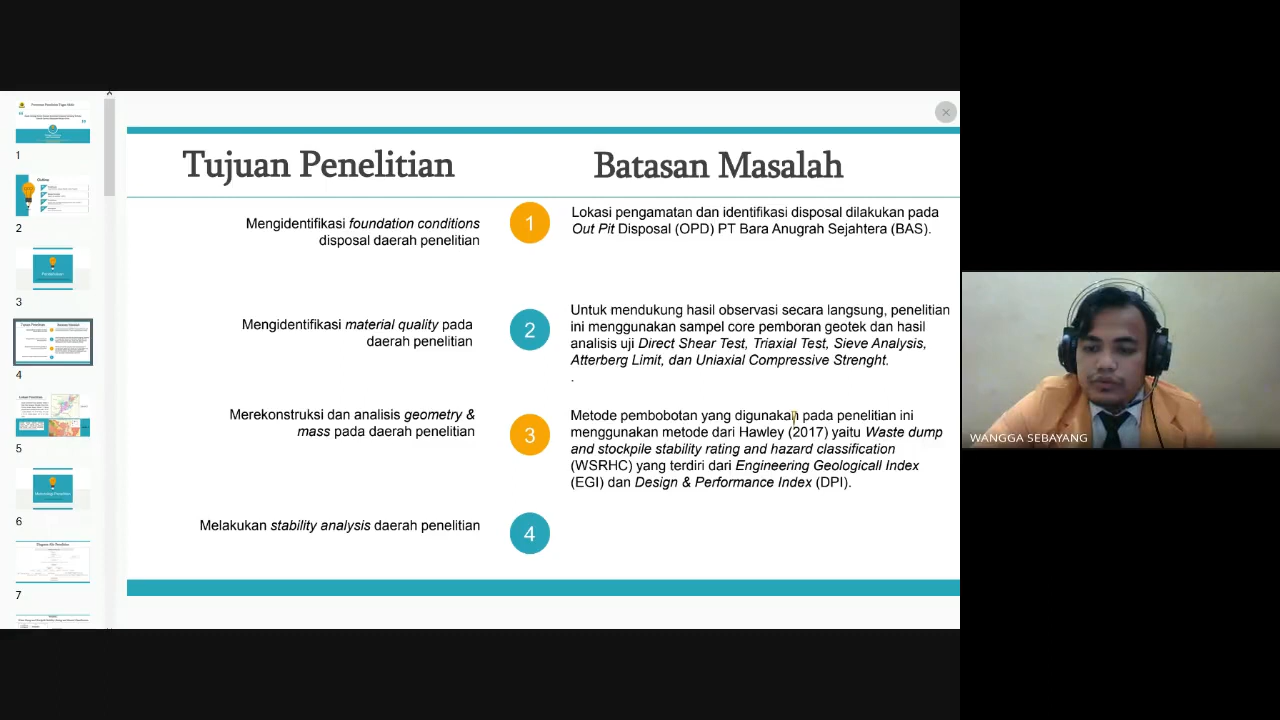 Tujuan Penelitian
Batasan Masalah
Mengidentifikasi foundation conditions
disposal daerah penelitian
1
Lokasi pengamatan dan identifikasi disposal dilakukan pada
Out Pit Disposal (OPD) PT Bara Anugrah Sejahtera (BAS).
Mengidentifikasi material quality pada
daerah penelitian
2
Untuk mendukung hasil observasi secara langsung, penelitian
ini menggunakan sampel core pemboran geotek dan hasil
analisis uji Direct Shear Test, Triaxial Test, Sieve Analysis,
Atterberg Limit, dan Uniaxial Compressive Strenght.
.
Merekonstruksi dan analisis geometry &
mass pada daerah penelitian
3
Metode pembobotan yanggunakan pada penelitian ini
menggunakan metode dari Hawley (2017) yaitu Waste dump
and stockpile stability rating and hazard classification
(WSRHC) yang terdiri dari Engineering Geologicall Index
(EGI) dan Design & Performance Index (DPI).
Melakukan stability analysis daerah penelitian
4
1
2
3
4
5
6
7
WANGGA SEBAYANG